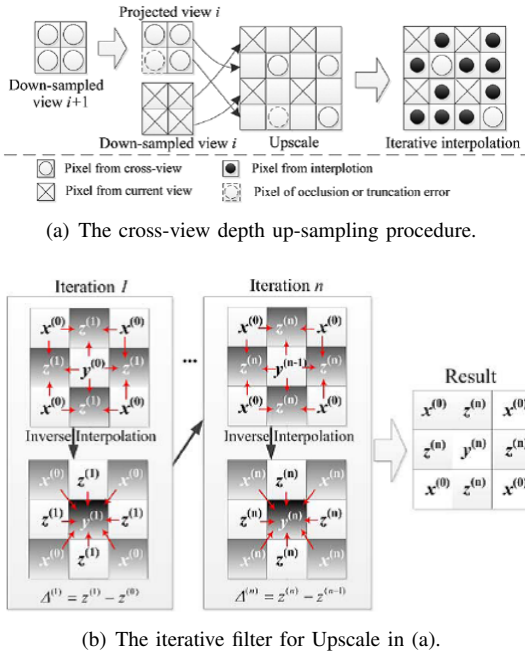 Projected view i
Down-sampled view i+1
Down-sampled view i
Upscale
Iterative interpolation
Pixel from cross-view
Pixel from interplotion
Pixel from current view
Pixel of occlusion or truncation error
(a) The cross-view depth up-sampling procedure.
Iteration 1
Iteration n
x^(0) z^(1) x^(0)
z^(1) y^(0) z^(1)
x^(0) z^(1) x^(0)
Inverse Interpolation
x^(0) z^(1) x^(0)
z^(1) y^(1) z^(1)
x^(0) z^(1) x^(0)
Δ^(1) = z^(1) − z^(0)
...
x^(0) z^(n) x^(0)
z^(n) y^(n-1) z^(n)
x^(0) z^(n) x^(0)
Inverse Interpolation
x^(n) z^(n) x^(n)
z^(n) y^(n) z^(n)
x^(0) z^(n) x^(0)
Δ^(n) = z^(n) − z^(n−1)
Result
x^(0) z^(n) x^(0)
z^(n) y^(n) z^(n)
x^(0) z^(n) x^(0)
(b) The iterative filter for Upscale in (a).